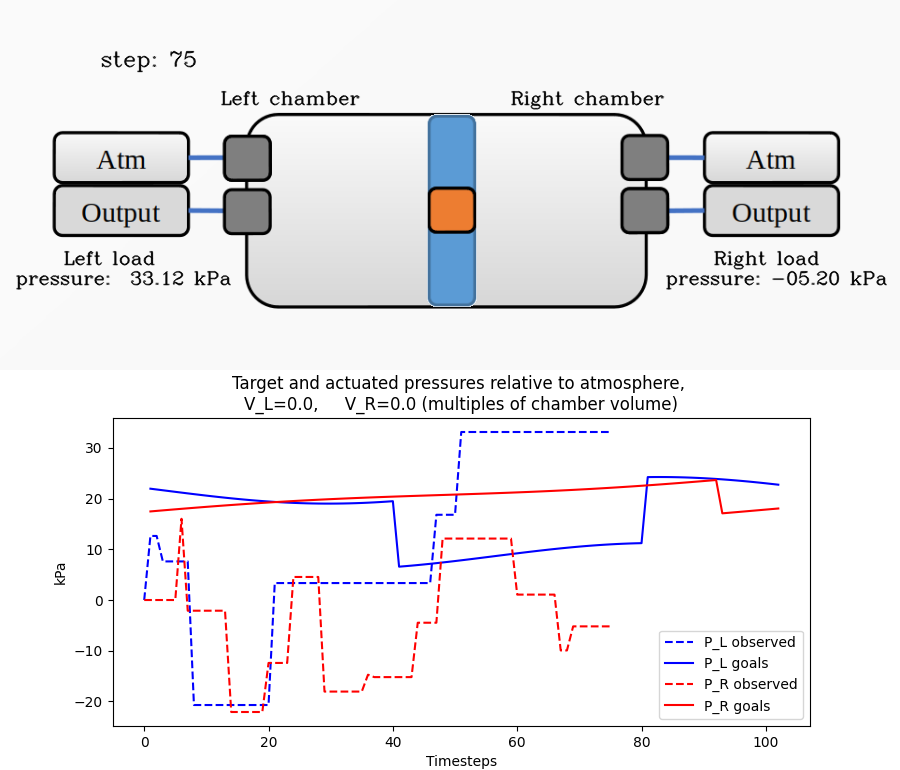 step: 75
Left chamber
Right chamber
Atm
Atm
Output
Output
Left load
pressure:  33.12 kPa
Right load
pressure: −05.20 kPa
Target and actuated pressures relative to atmosphere,
V_L=0.0,     V_R=0.0 (multiples of chamber volume)
30
20
10
0
−10
−20
kPa
P_L observed
P_L goals
P_R observed
P_R goals
0 20 40 60 80 100
Timesteps